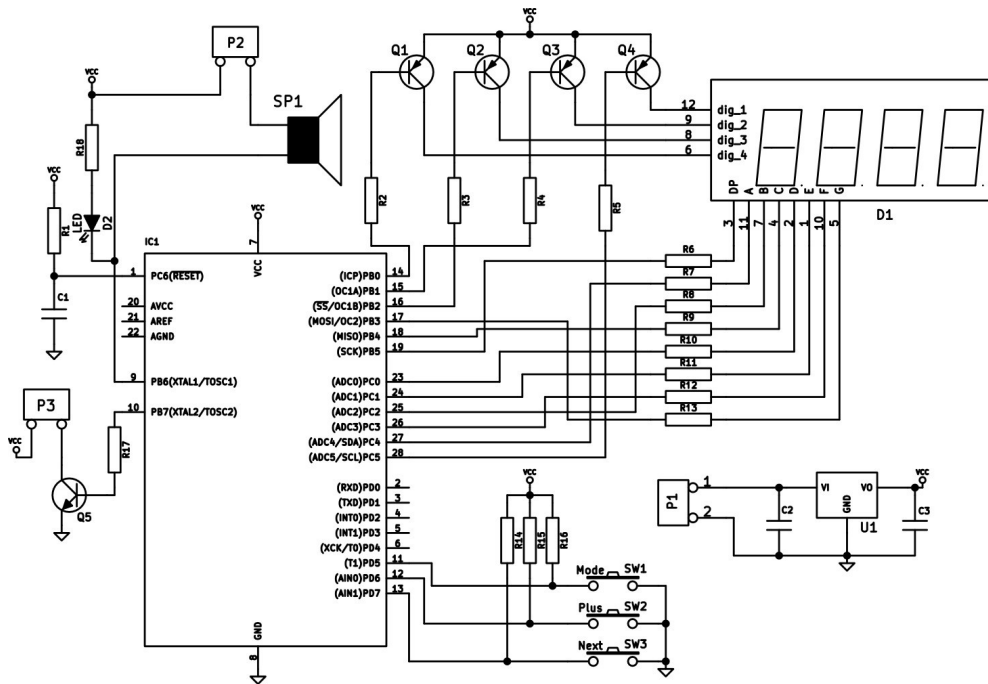 P2
VCC
SP1
R18
LED
D2
VCC
R1
C1
VCC
Q1
Q2
Q3
Q4
R2
R3
R4
R5
12 dig_1
9 dig_2
8 dig_3
6 dig_4
DP A B C D E F G
3 11 7 4 2 1 10 5
D1
IC1
VCC
7
VCC
1 PC6(RESET)
20 AVCC
21 AREF
22 AGND
9 PB6(XTAL1/TOSC1)
10 PB7(XTAL2/TOSC2)
(ICP)PB0 14
(OC1A)PB1 15
(SS/OC1B)PB2 16
(MOSI/OC2)PB3 17
(MISO)PB4 18
(SCK)PB5 19
(ADC0)PC0 23
(ADC1)PC1 24
(ADC2)PC2 25
(ADC3)PC3 26
(ADC4/SDA)PC4 27
(ADC5/SCL)PC5 28
(RXD)PD0 2
(TXD)PD1 3
(INT0)PD2 4
(INT1)PD3 5
(XCK/T0)PD4 6
(T1)PD5 11
(AIN0)PD6 12
(AIN1)PD7 13
GND
8
R6
R7
R8
R9
R10
R11
R12
R13
P3
VCC
R17
Q5
VCC
R14
R15
R16
Mode SW1
Plus SW2
Next SW3
P1
1
2
C2
VI VO
GND
U1
VCC
C3